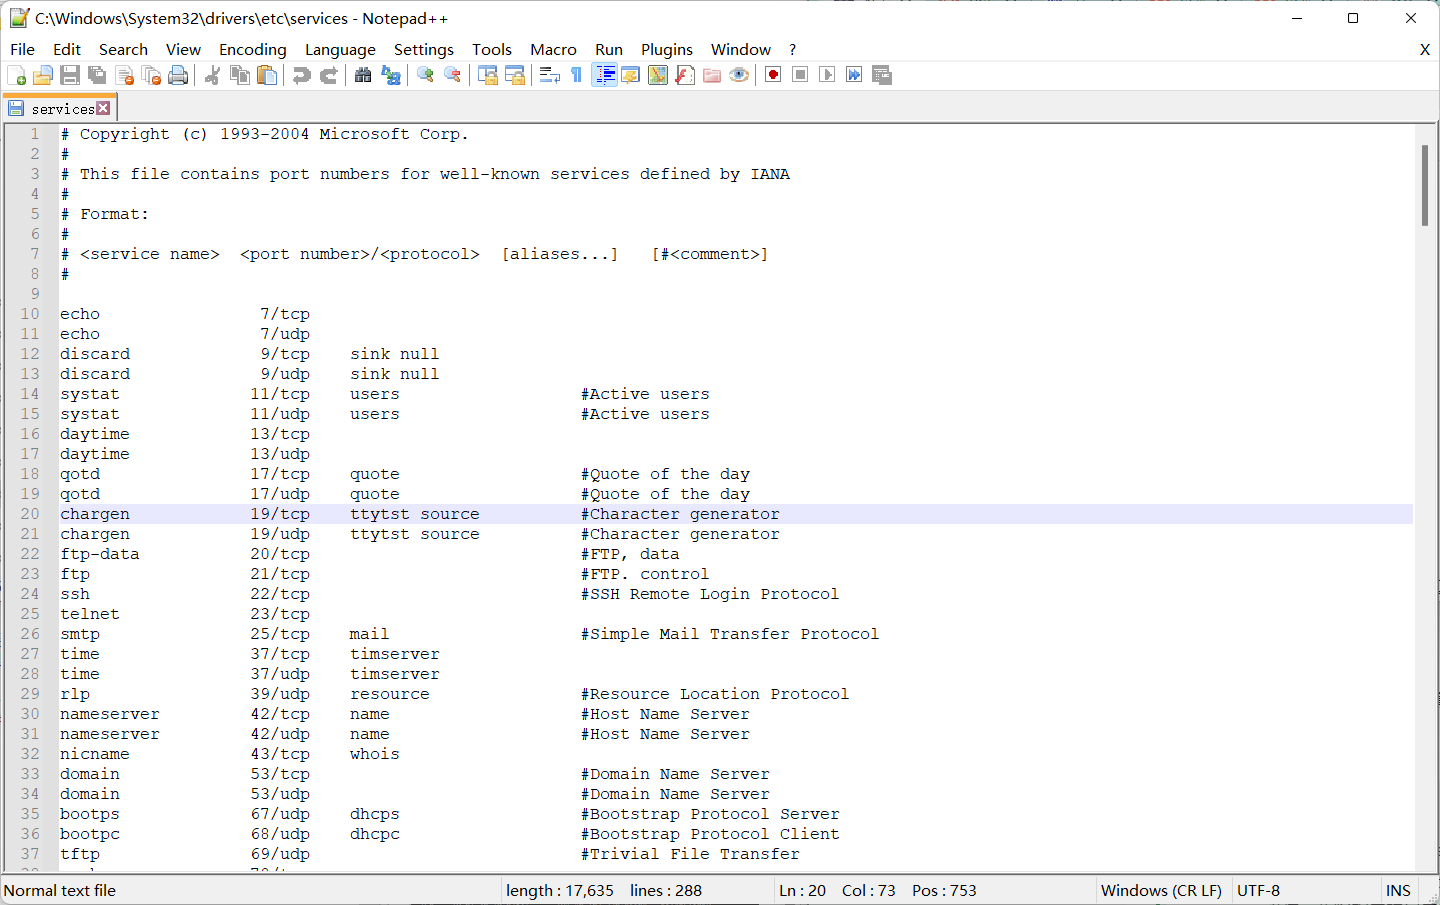 C:\Windows\System32\drivers\etc\services - Notepad++
File Edit Search View Encoding Language Settings Tools Macro Run Plugins Window ? X
services
1 # Copyright (c) 1993-2004 Microsoft Corp.
2 #
3 # This file contains port numbers for well-known services defined by IANA
4 #
5 # Format:
6 #
7 # <service name>  <port number>/<protocol>  [aliases...]   [#<comment>]
8 #
9
10 echo                7/tcp
11 echo                7/udp
12 discard             9/tcp    sink null
13 discard             9/udp    sink null
14 systat             11/tcp    users                  #Active users
15 systat             11/udp    users                  #Active users
16 daytime            13/tcp
17 daytime            13/udp
18 qotd               17/tcp    quote                  #Quote of the day
19 qotd               17/udp    quote                  #Quote of the day
20 chargen            19/tcp    ttytst source          #Character generator
21 chargen            19/udp    ttytst source          #Character generator
22 ftp-data           20/tcp                           #FTP, data
23 ftp                21/tcp                           #FTP. control
24 ssh                22/tcp                           #SSH Remote Login Protocol
25 telnet             23/tcp
26 smtp               25/tcp    mail                   #Simple Mail Transfer Protocol
27 time               37/tcp    timserver
28 time               37/udp    timserver
29 rlp                39/udp    resource               #Resource Location Protocol
30 nameserver         42/tcp    name                   #Host Name Server
31 nameserver         42/udp    name                   #Host Name Server
32 nicname            43/tcp    whois
33 domain             53/tcp                           #Domain Name Server
34 domain             53/udp                           #Domain Name Server
35 bootps             67/udp    dhcps                  #Bootstrap Protocol Server
36 bootpc             68/udp    dhcpc                  #Bootstrap Protocol Client
37 tftp               69/udp                           #Trivial File Transfer
Normal text file length : 17,635 lines : 288 Ln : 20 Col : 73 Pos : 753 Windows (CR LF) UTF-8 INS